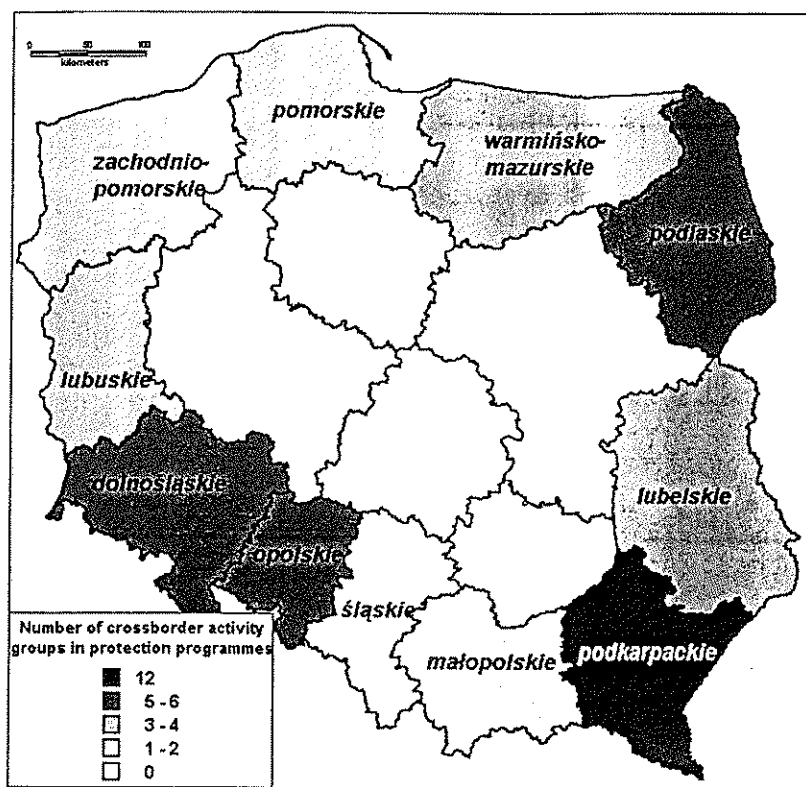 0 50 100
kilometers
pomorskie
warmińsko-
mazurskie
zachodnio-
pomorskie
podlaskie
lubuskie
dolnośląskie
lubelskie
opolskie
śląskie
małopolskie
podkarpackie
Number of crossborder activity
groups in protection programmes
12
5 - 6
3 - 4
1 - 2
0